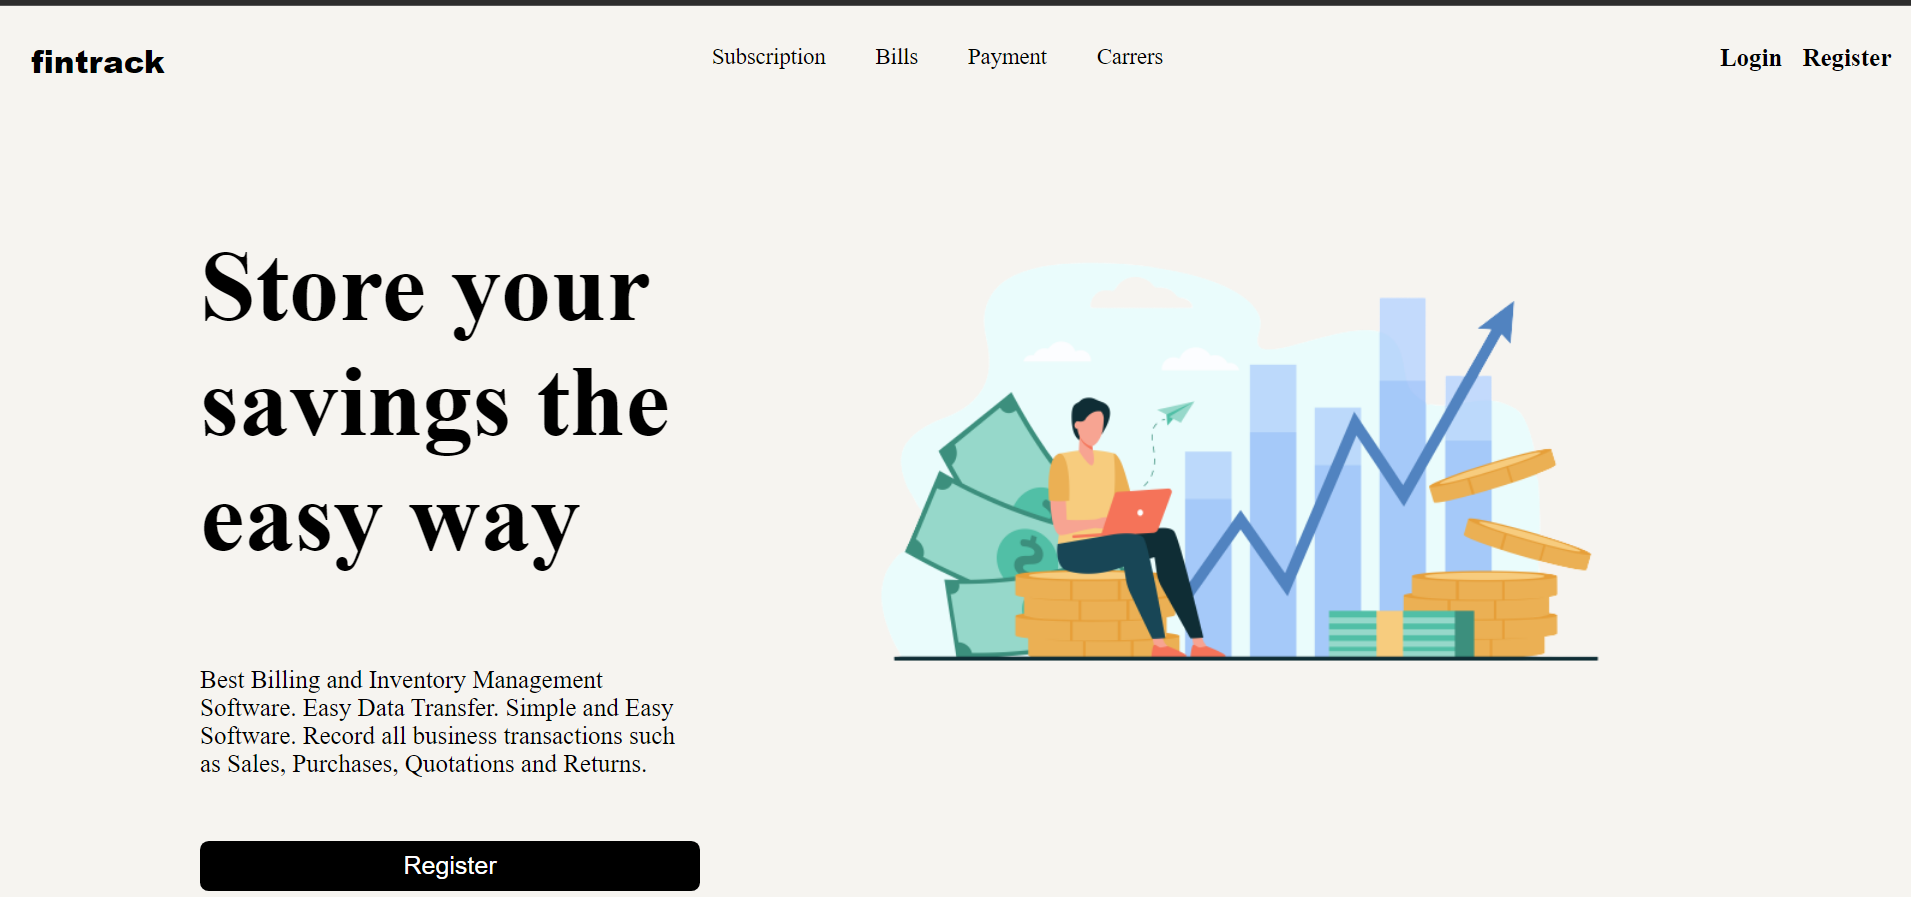 fintrack
Subscription Bills Payment Carrers
Login Register
Store your
savings the
easy way
Best Billing and Inventory Management
Software. Easy Data Transfer. Simple and Easy
Software. Record all business transactions such
as Sales, Purchases, Quotations and Returns.
Register
$